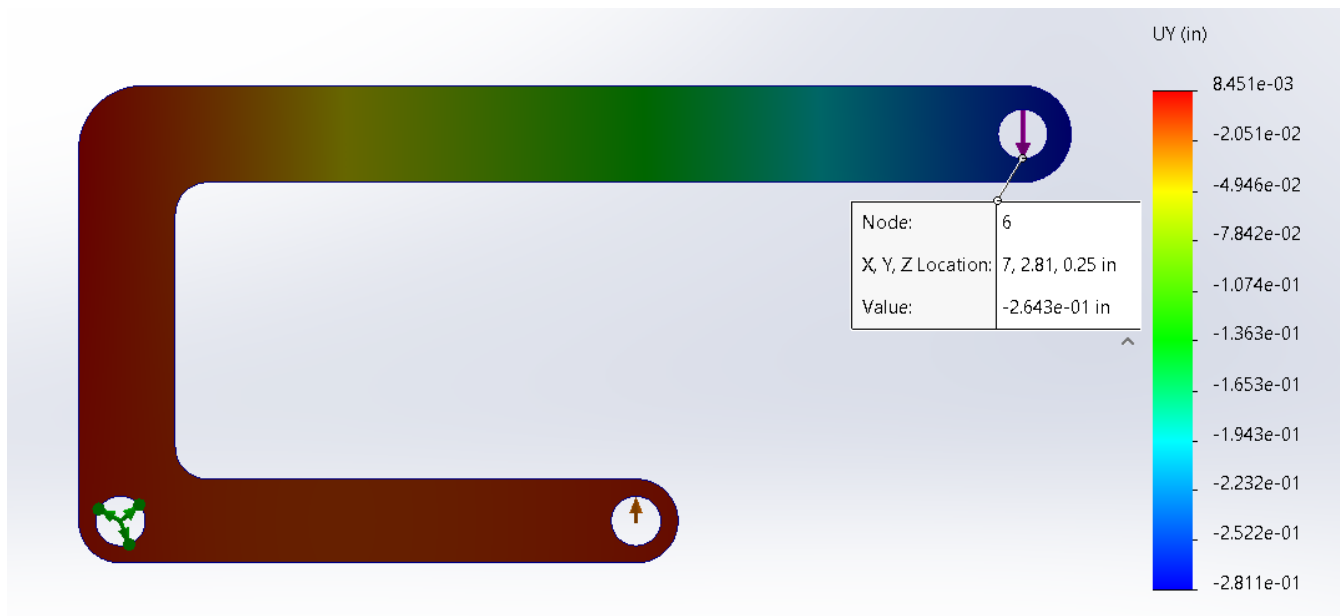 UY (in)
8.451e-03
-2.051e-02
-4.946e-02
-7.842e-02
-1.074e-01
-1.363e-01
-1.653e-01
-1.943e-01
-2.232e-01
-2.522e-01
-2.811e-01
Node: 6
X, Y, Z Location: 7, 2.81, 0.25 in
Value: -2.643e-01 in